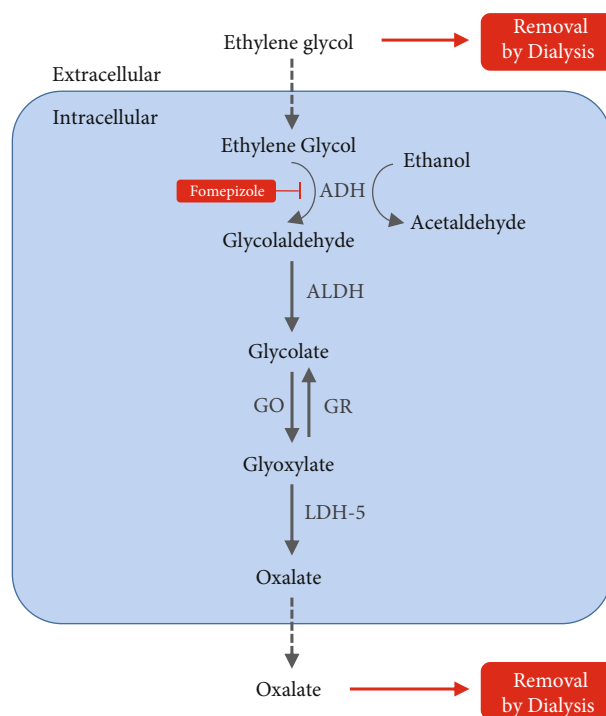 Ethylene glycol
Removal
by Dialysis
Extracellular
Intracellular
Ethylene Glycol
Ethanol
Fomepizole
ADH
Acetaldehyde
Glycolaldehyde
ALDH
Glycolate
GO
GR
Glyoxylate
LDH-5
Oxalate
Oxalate
Removal
by Dialysis